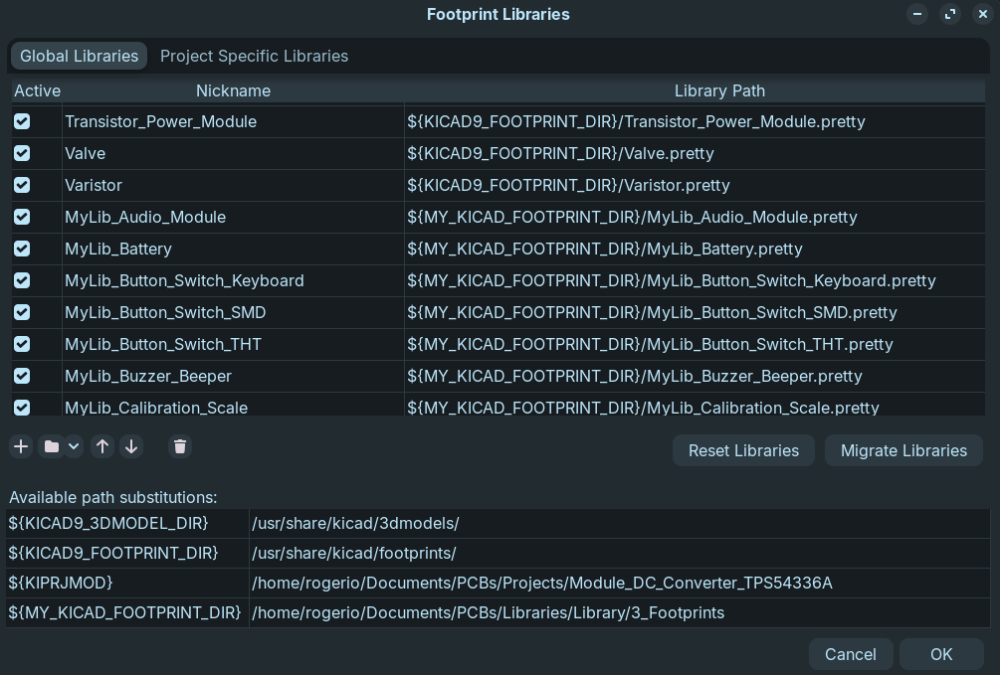 Footprint Libraries
Global Libraries Project Specific Libraries
Active Nickname Library Path
Transistor_Power_Module ${KICAD9_FOOTPRINT_DIR}/Transistor_Power_Module.pretty
Valve ${KICAD9_FOOTPRINT_DIR}/Valve.pretty
Varistor ${KICAD9_FOOTPRINT_DIR}/Varistor.pretty
MyLib_Audio_Module ${MY_KICAD_FOOTPRINT_DIR}/MyLib_Audio_Module.pretty
MyLib_Battery ${MY_KICAD_FOOTPRINT_DIR}/MyLib_Battery.pretty
MyLib_Button_Switch_Keyboard ${MY_KICAD_FOOTPRINT_DIR}/MyLib_Button_Switch_Keyboard.pretty
MyLib_Button_Switch_SMD ${MY_KICAD_FOOTPRINT_DIR}/MyLib_Button_Switch_SMD.pretty
MyLib_Button_Switch_THT ${MY_KICAD_FOOTPRINT_DIR}/MyLib_Button_Switch_THT.pretty
MyLib_Buzzer_Beeper ${MY_KICAD_FOOTPRINT_DIR}/MyLib_Buzzer_Beeper.pretty
MyLib_Calibration_Scale ${MY_KICAD_FOOTPRINT_DIR}/MyLib_Calibration_Scale.pretty
Reset Libraries Migrate Libraries
Available path substitutions:
${KICAD9_3DMODEL_DIR} /usr/share/kicad/3dmodels/
${KICAD9_FOOTPRINT_DIR} /usr/share/kicad/footprints/
${KIPRJMOD} /home/rogerio/Documents/PCBs/Projects/Module_DC_Converter_TPS54336A
${MY_KICAD_FOOTPRINT_DIR} /home/rogerio/Documents/PCBs/Libraries/Library/3_Footprints
Cancel OK